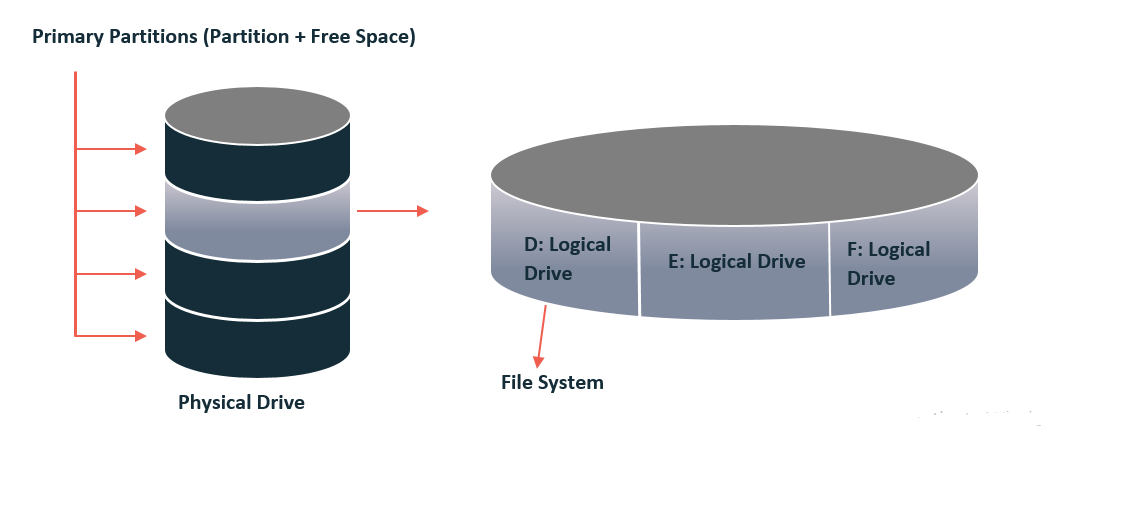 Primary Partitions (Partition + Free Space)
D: Logical
Drive
E: Logical Drive
F: Logical
Drive
File System
Physical Drive